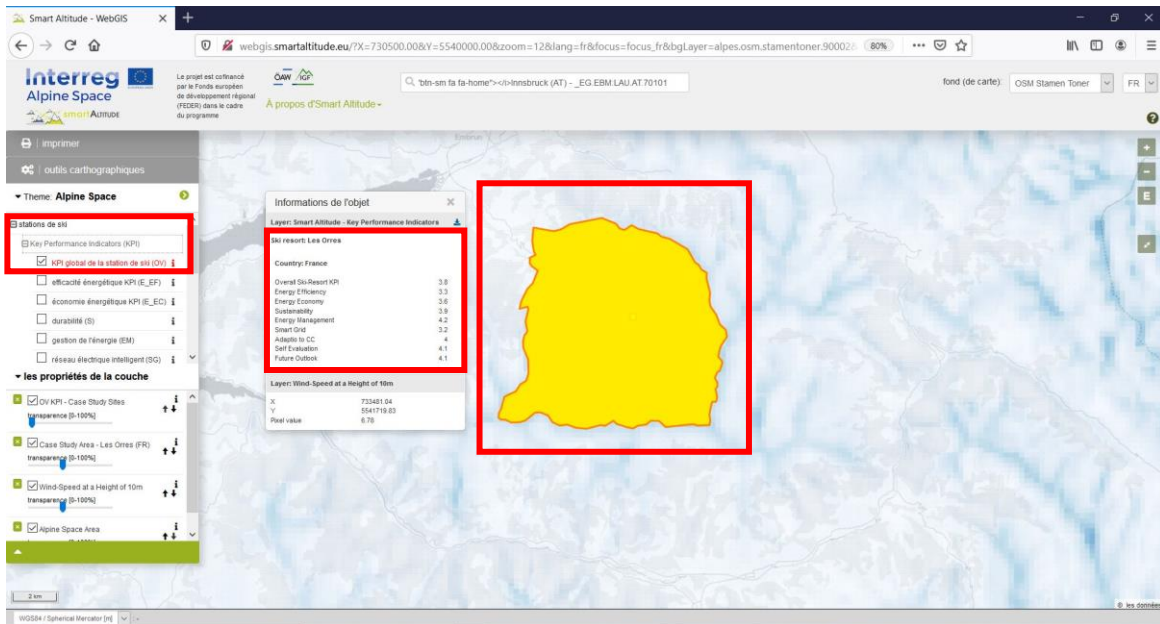 Smart Altitude - WebGIS
webgis.smartaltitude.eu/?X=730500.00&Y=5540000.00&zoom=12&lang=fr&focus=focus_fr&bgLayer=alpes.osm.stamentoner.90002
80%
Interreg
Alpine Space
smartALTITUDE
Le projet est cofinancé
par le Fonds européen
de développement régional
(FEDER) dans le cadre
du programme
ÖAW IGF
À propos d'Smart Altitude
"btn-sm fa fa-home"></i>Innsbruck (AT) - _EG.EBM.LAU.AT.70101
fond (de carte):
OSM Stamen Toner
FR
imprimer
outils carthographiques
Theme: Alpine Space
stations de ski
Key Performance Indicators (KPI)
KPI global de la station de ski (OV)
efficacité énergétique KPI (E_EF)
économie énergétique KPI (E_EC)
durabilité (S)
gestion de l'énergie (EM)
réseau électrique intelligent (SG)
les propriétés de la couche
OV KPI - Case Study Sites
transparence [0-100%]
Case Study Area - Les Orres (FR)
transparence [0-100%]
Wind-Speed at a Height of 10m
transparence [0-100%]
Alpine Space Area
2 km
WGS84 / Spherical Mercator [m]
Embrun
Informations de l'objet
Layer: Smart Altitude - Key Performance Indicators
Ski resort: Les Orres
Country: France
Overall Ski-Resort KPI 3.8
Energy Efficiency 3.3
Energy Economy 3.6
Sustainability 3.9
Energy Management 4.2
Smart Grid 3.2
Adaptio to CC 4
Self Evaluation 4.1
Future Outlook 4.1
Layer: Wind-Speed at a Height of 10m
X 733481.04
Y 5541719.83
Pixel value 6.76
E
© les données